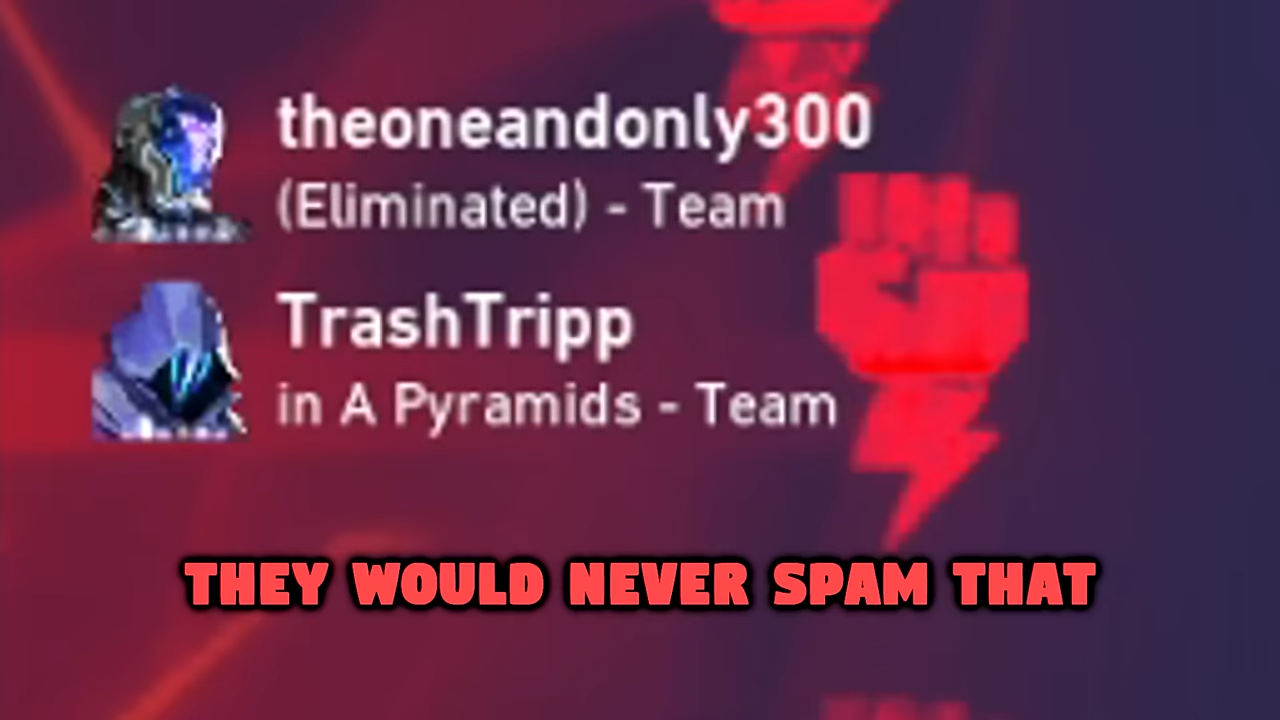 theoneandonly300
(Eliminated) - Team
TrashTripp
in A Pyramids - Team
THEY WOULD NEVER SPAM THAT